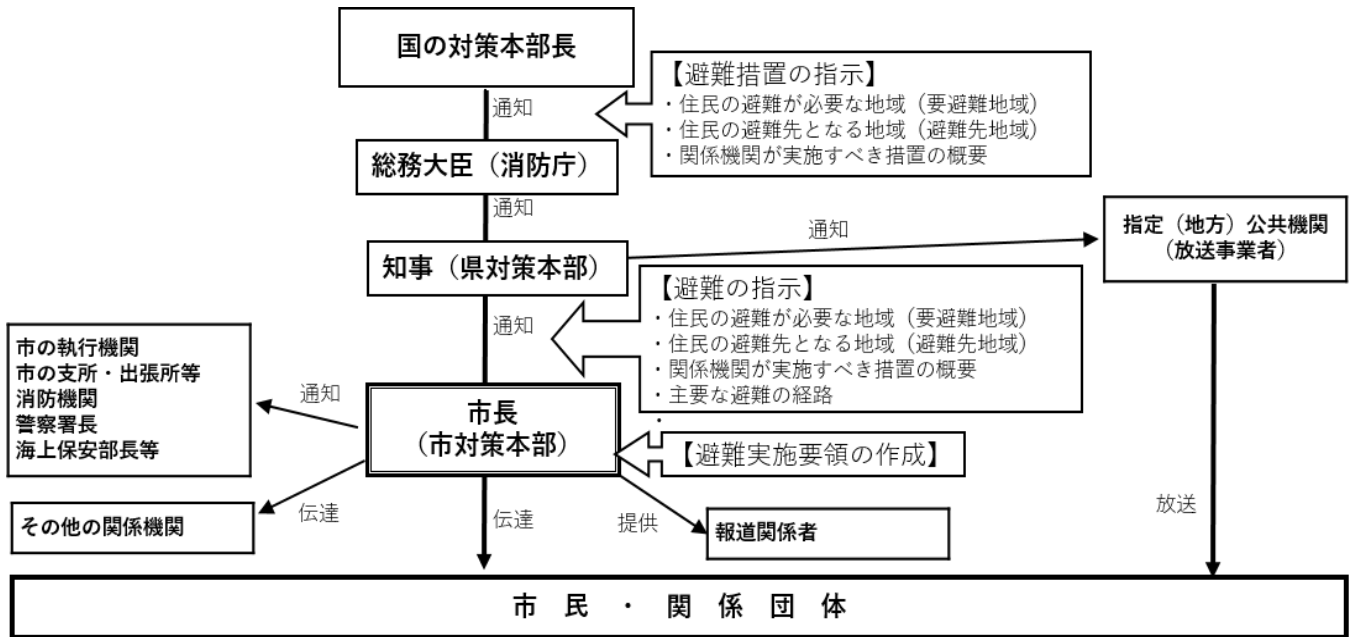 国の対策本部長
通知
【避難措置の指示】
・住民の避難が必要な地域（要避難地域）
・住民の避難先となる地域（避難先地域）
・関係機関が実施すべき措置の概要
総務大臣（消防庁）
通知
知事（県対策本部）
通知
指定（地方）公共機関
（放送事業者）
通知
【避難の指示】
・住民の避難が必要な地域（要避難地域）
・住民の避難先となる地域（避難先地域）
・関係機関が実施すべき措置の概要
・主要な避難の経路
・
市の執行機関
市の支所・出張所等
消防機関
警察署長
海上保安部長等
通知
市長
（市対策本部）
【避難実施要領の作成】
その他の関係機関
伝達
伝達
提供
報道関係者
放送
市民・関係団体